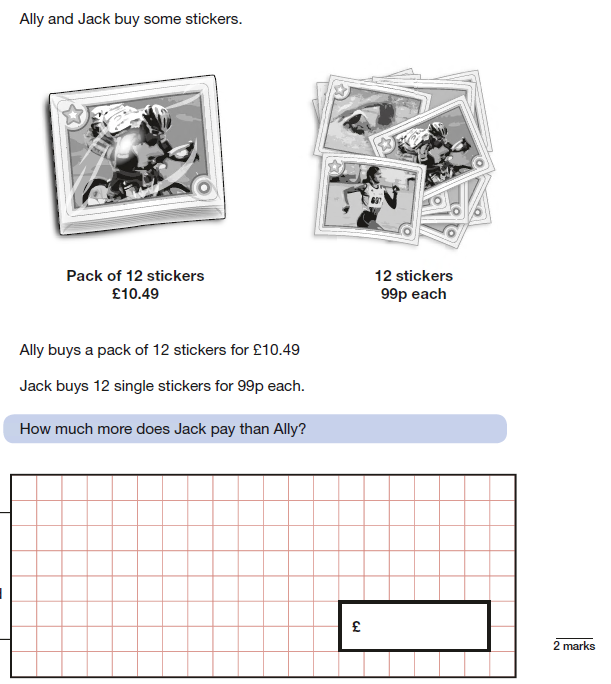 Ally and Jack buy some stickers.
Pack of 12 stickers
£10.49
12 stickers
99p each
Ally buys a pack of 12 stickers for £10.49
Jack buys 12 single stickers for 99p each.
How much more does Jack pay than Ally?
£
2 marks